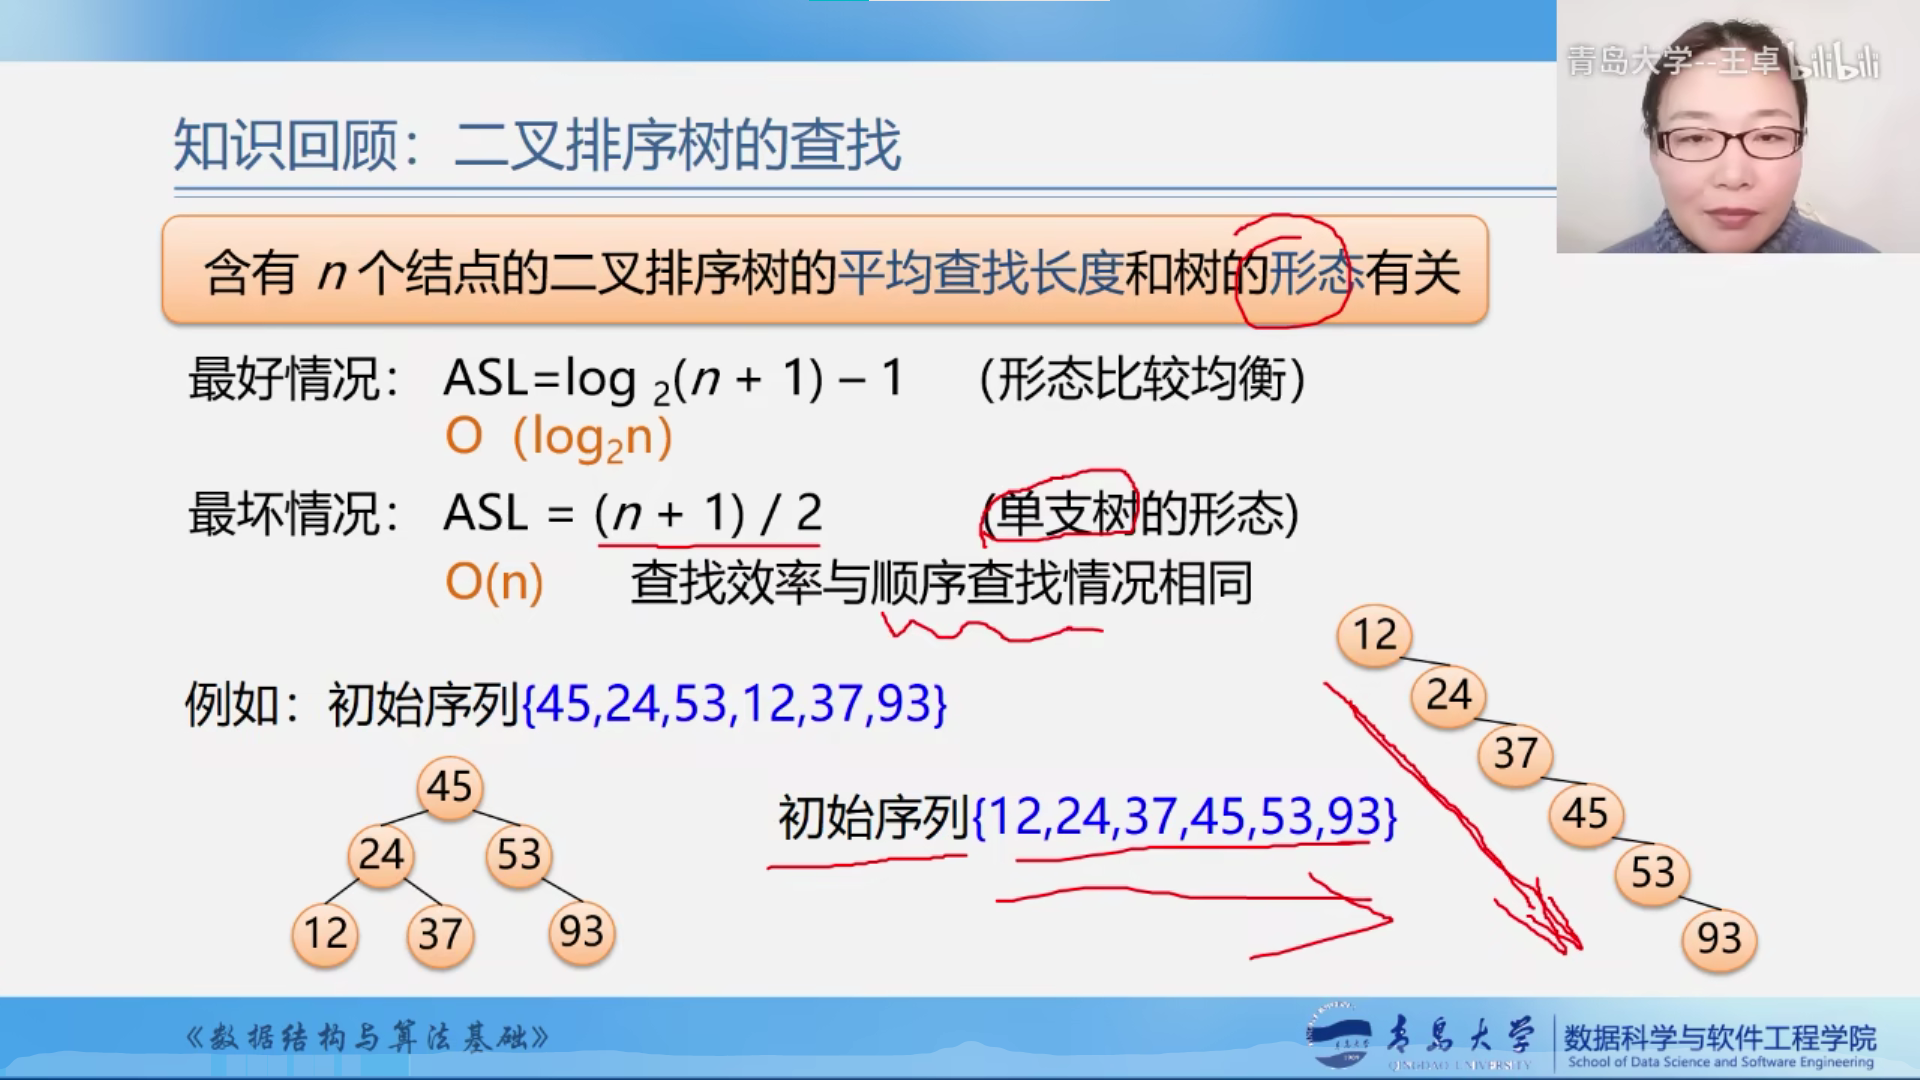 青岛大学--王卓 bilibili
知识回顾：二叉排序树的查找
含有 n 个结点的二叉排序树的平均查找长度和树的形态有关
最好情况： ASL=log ₂(n + 1) – 1 （形态比较均衡）
O（log₂n）
最坏情况： ASL = (n + 1) / 2 (单支树的形态)
O(n) 查找效率与顺序查找情况相同
例如：初始序列{45,24,53,12,37,93}
45
24 53
12 37 93
初始序列{12,24,37,45,53,93}
12
24
37
45
53
93
《数据结构与算法基础》
青岛大学
QINGDAO UNIVERSITY
数据科学与软件工程学院
School of Data Science and Software Engineering